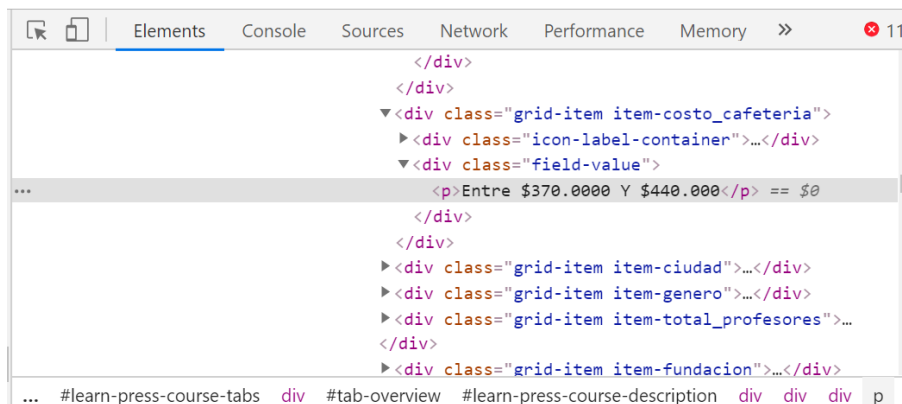 Elements Console Sources Network Performance Memory » 11
</div>
</div>
▼<div class="grid-item item-costo_cafeteria">
▶<div class="icon-label-container">…</div>
▼<div class="field-value">
... <p>Entre $370.0000 Y $440.000</p> == $0
</div>
</div>
▶<div class="grid-item item-ciudad">…</div>
▶<div class="grid-item item-genero">…</div>
▶<div class="grid-item item-total_profesores">…
</div>
▶<div class="grid-item item-fundacion">…</div>
... #learn-press-course-tabs div #tab-overview #learn-press-course-description div div div p